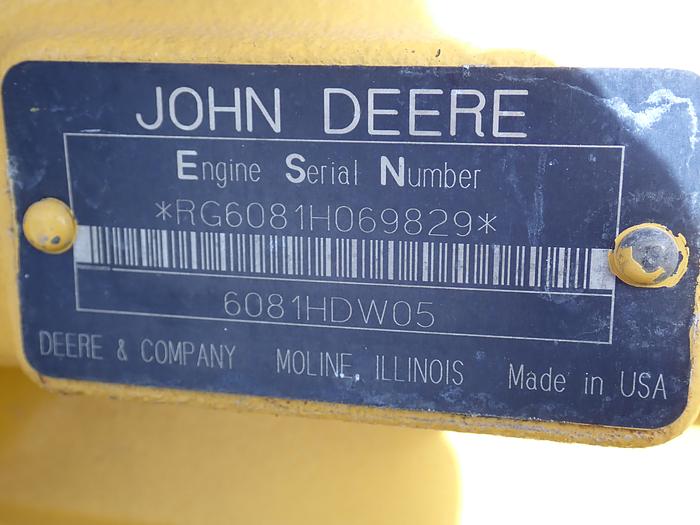 JOHN DEERE
Engine Serial Number
*RG6081H069829*
6081HDW05
DEERE & COMPANY MOLINE, ILLINOIS Made in USA